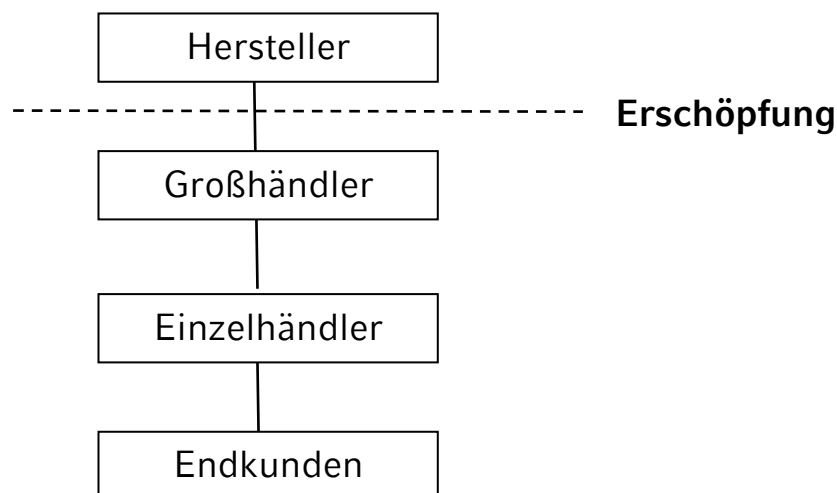 Hersteller
Erschöpfung
Großhändler
Einzelhändler
Endkunden